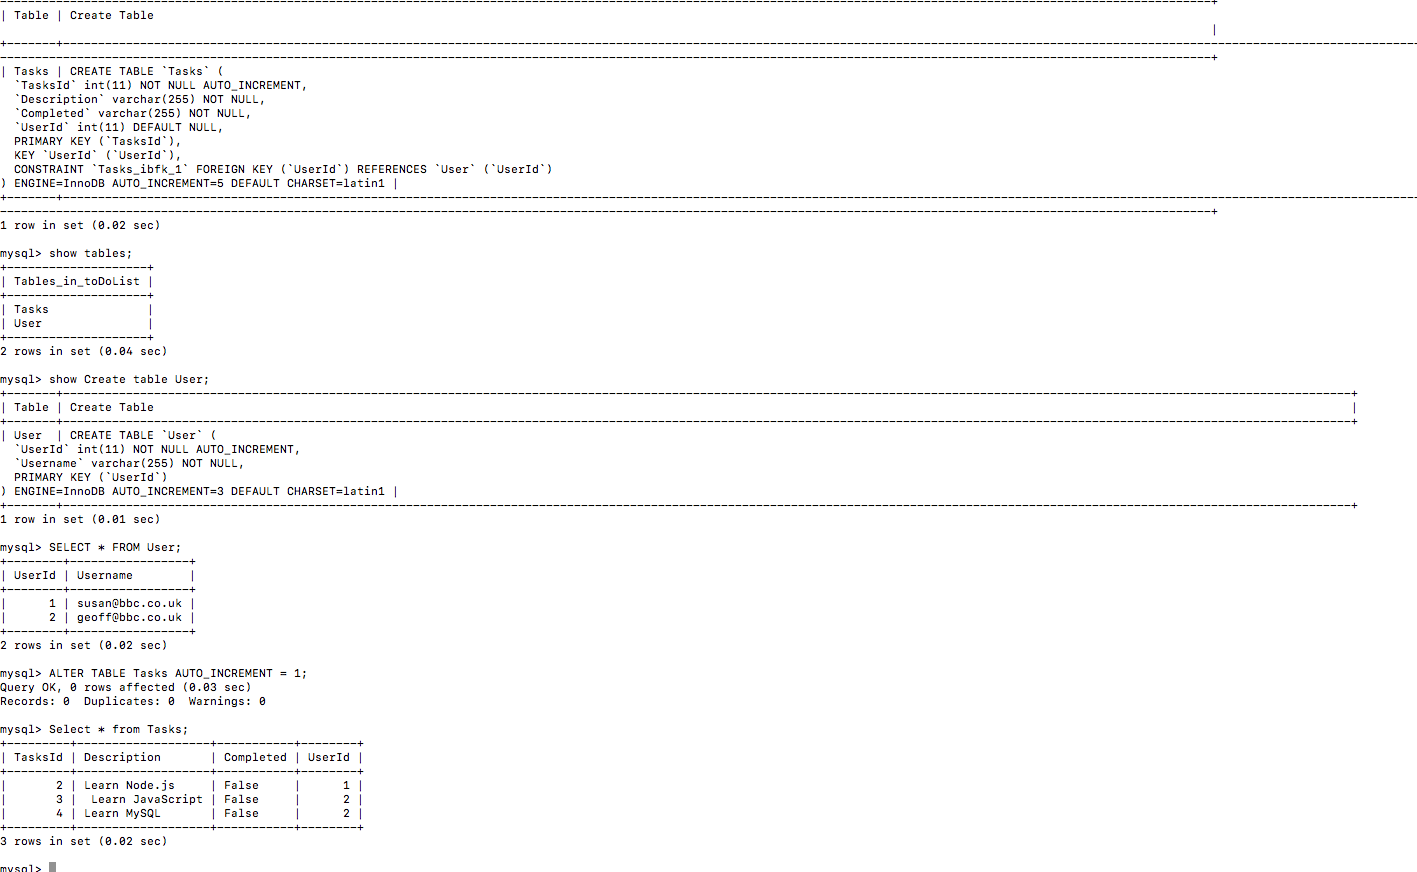 | Table | Create Table
|
| Tasks | CREATE TABLE `Tasks` (
`TasksId` int(11) NOT NULL AUTO_INCREMENT,
`Description` varchar(255) NOT NULL,
`Completed` varchar(255) NOT NULL,
`UserId` int(11) DEFAULT NULL,
PRIMARY KEY (`TasksId`),
KEY `UserId` (`UserId`),
CONSTRAINT `Tasks_ibfk_1` FOREIGN KEY (`UserId`) REFERENCES `User` (`UserId`)
) ENGINE=InnoDB AUTO_INCREMENT=5 DEFAULT CHARSET=latin1 |
1 row in set (0.02 sec)
mysql> show tables;
+--------------------+
| Tables_in_toDoList |
+--------------------+
| Tasks              |
| User               |
+--------------------+
2 rows in set (0.04 sec)
mysql> show Create table User;
| Table | Create Table |
| User  | CREATE TABLE `User` (
`UserId` int(11) NOT NULL AUTO_INCREMENT,
`Username` varchar(255) NOT NULL,
PRIMARY KEY (`UserId`)
) ENGINE=InnoDB AUTO_INCREMENT=3 DEFAULT CHARSET=latin1 |
1 row in set (0.01 sec)
mysql> SELECT * FROM User;
+--------+-----------------+
| UserId | Username        |
+--------+-----------------+
|      1 | susan@bbc.co.uk |
|      2 | geoff@bbc.co.uk |
+--------+-----------------+
2 rows in set (0.02 sec)
mysql> ALTER TABLE Tasks AUTO_INCREMENT = 1;
Query OK, 0 rows affected (0.03 sec)
Records: 0  Duplicates: 0  Warnings: 0
mysql> Select * from Tasks;
+---------+-------------------+-----------+--------+
| TasksId | Description       | Completed | UserId |
+---------+-------------------+-----------+--------+
|       2 | Learn Node.js     | False     |      1 |
|       3 |  Learn JavaScript | False     |      2 |
|       4 | Learn MySQL       | False     |      2 |
+---------+-------------------+-----------+--------+
3 rows in set (0.02 sec)
mysql>